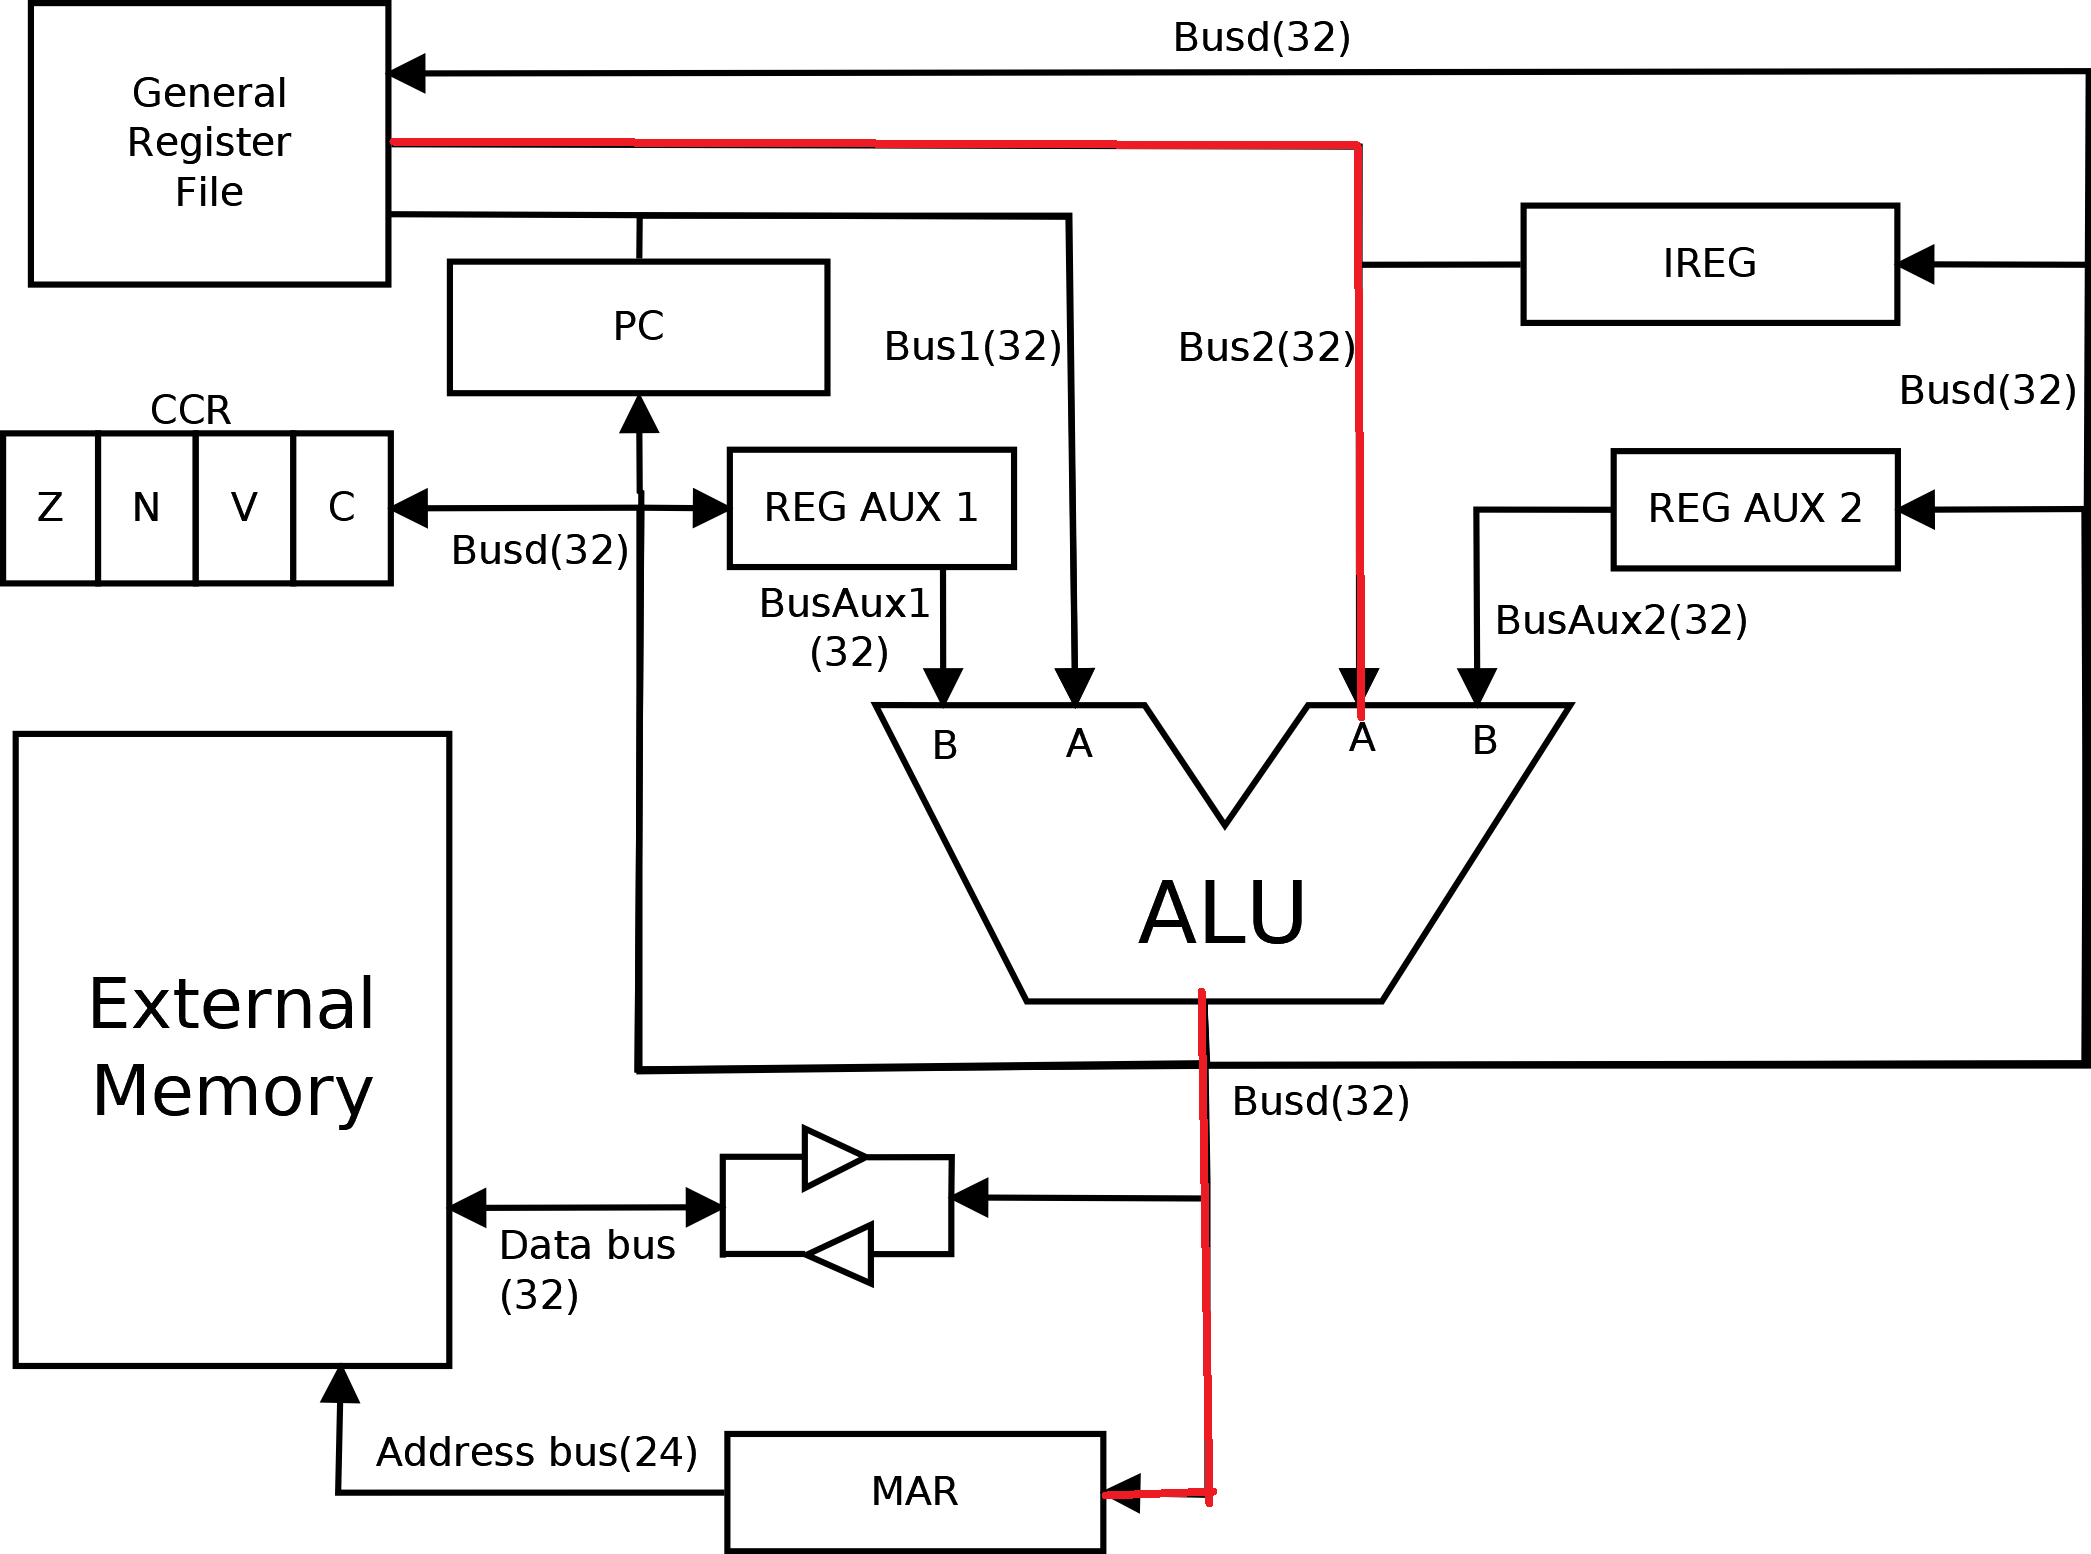 Busd(32)
General
Register
File
IREG
PC
Bus1(32)
Bus2(32)
Busd(32)
CCR
Z N V C
REG AUX 1
REG AUX 2
Busd(32)
BusAux1
(32)
BusAux2(32)
B A A B
ALU
External
Memory
Busd(32)
Data bus
(32)
Address bus(24)
MAR